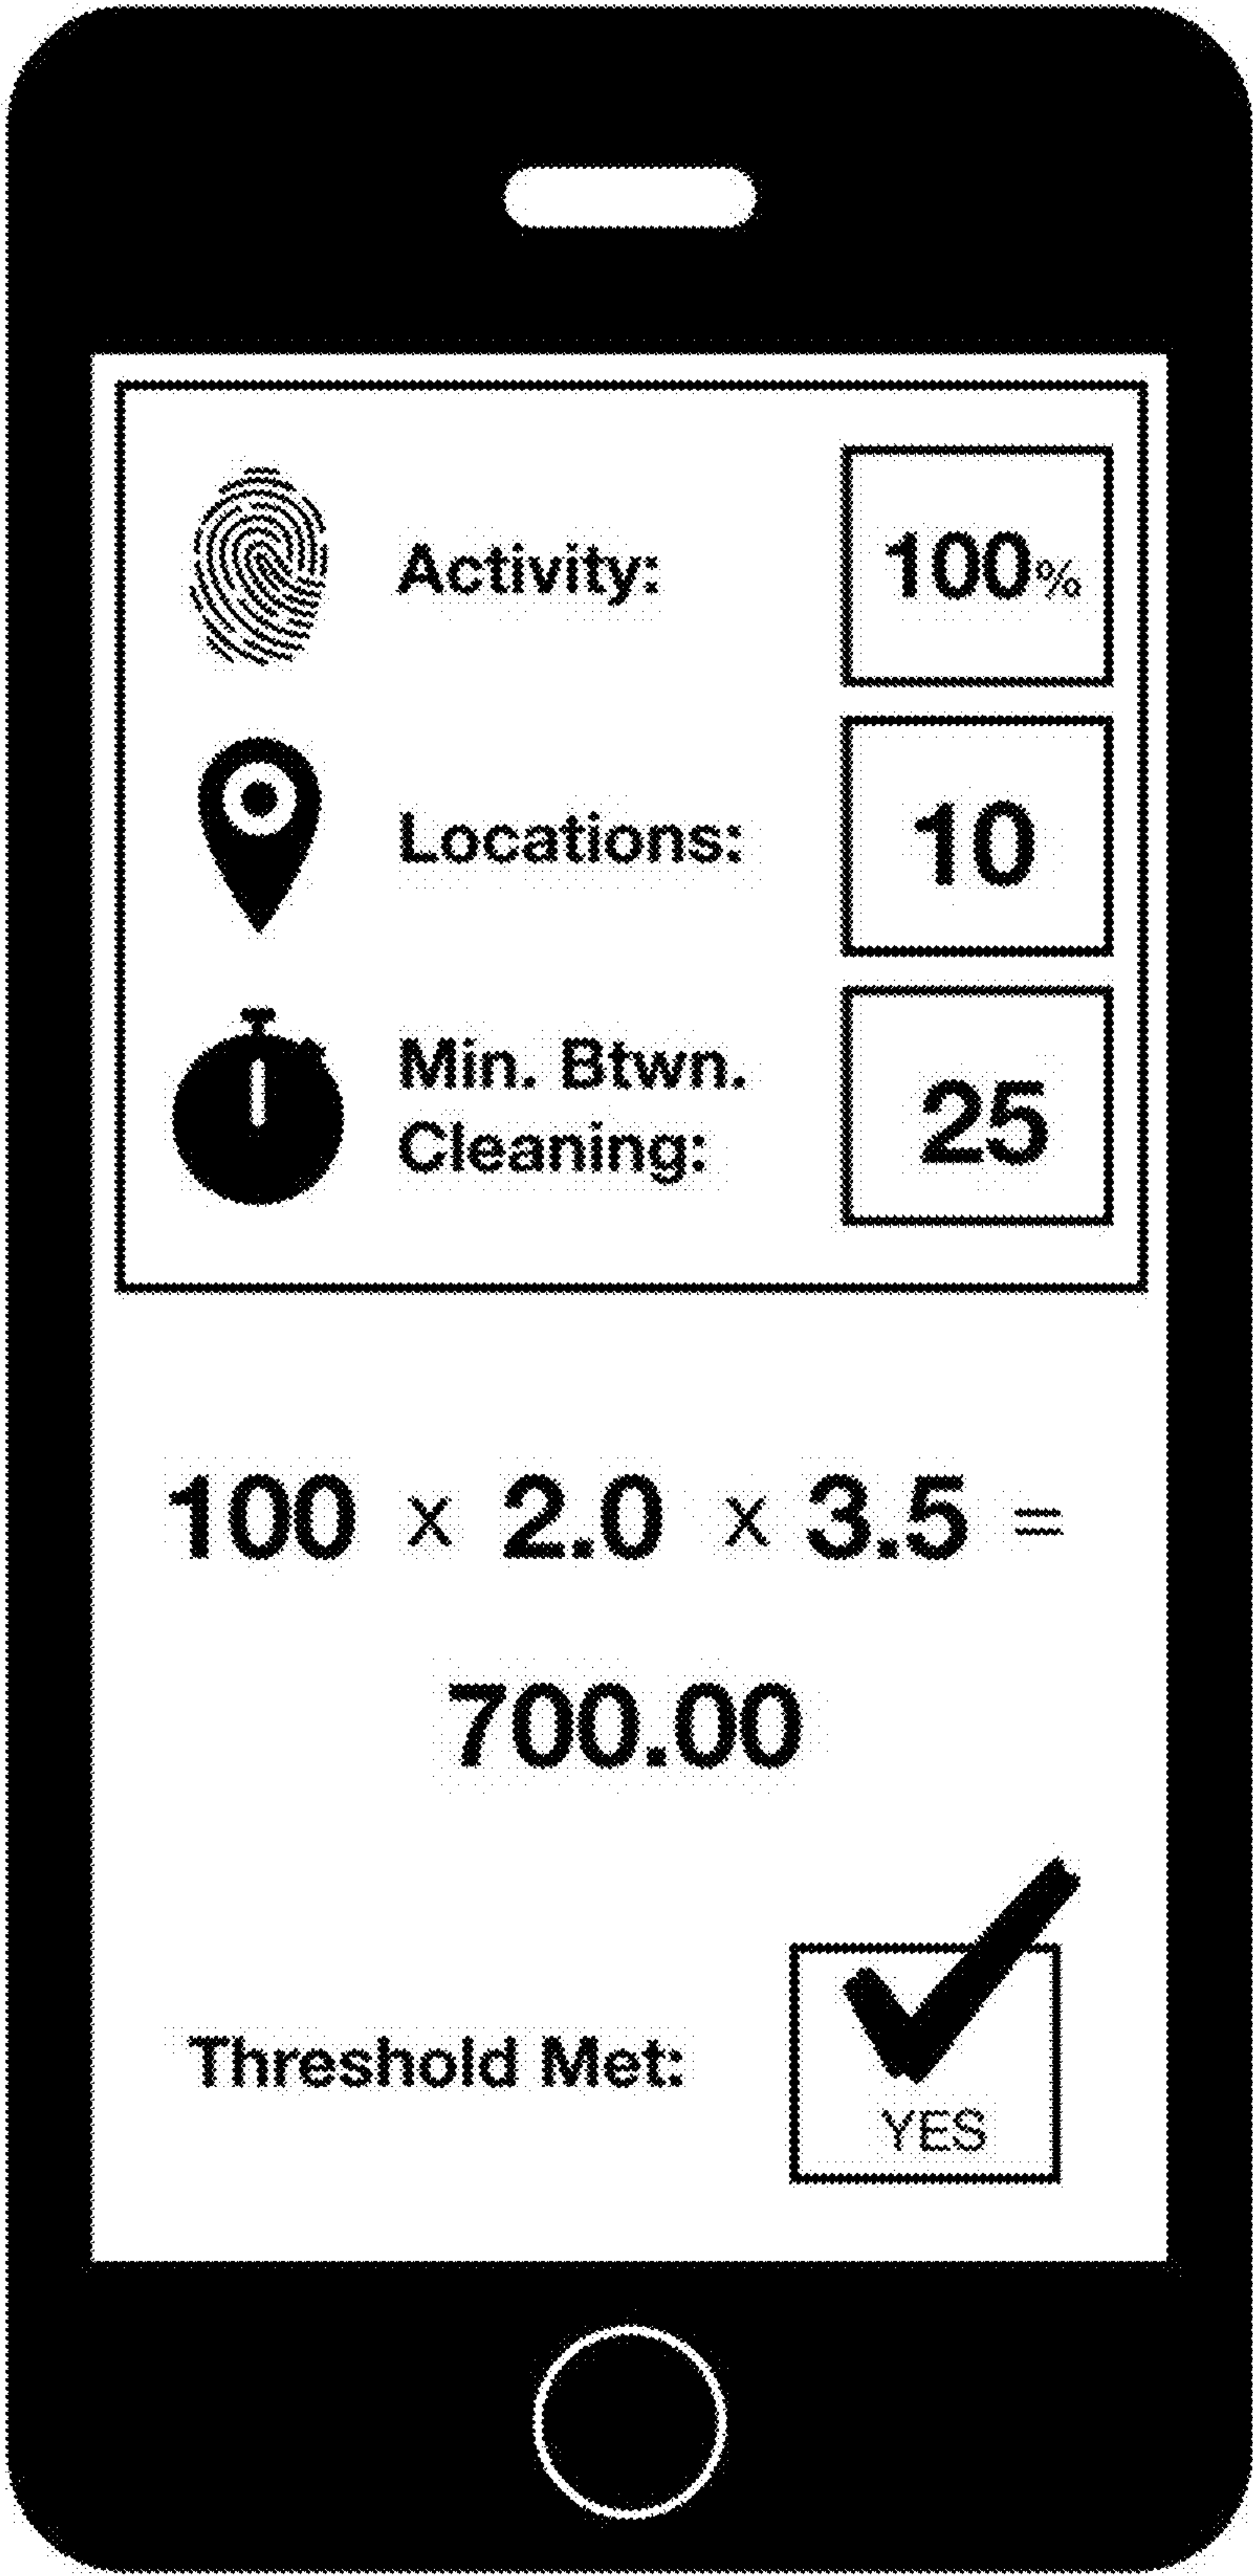 Activity: 100%
Locations: 10
Min. Btwn.
Cleaning: 25
100 x 2.0 x 3.5 =
700.00
Threshold Met:
YES